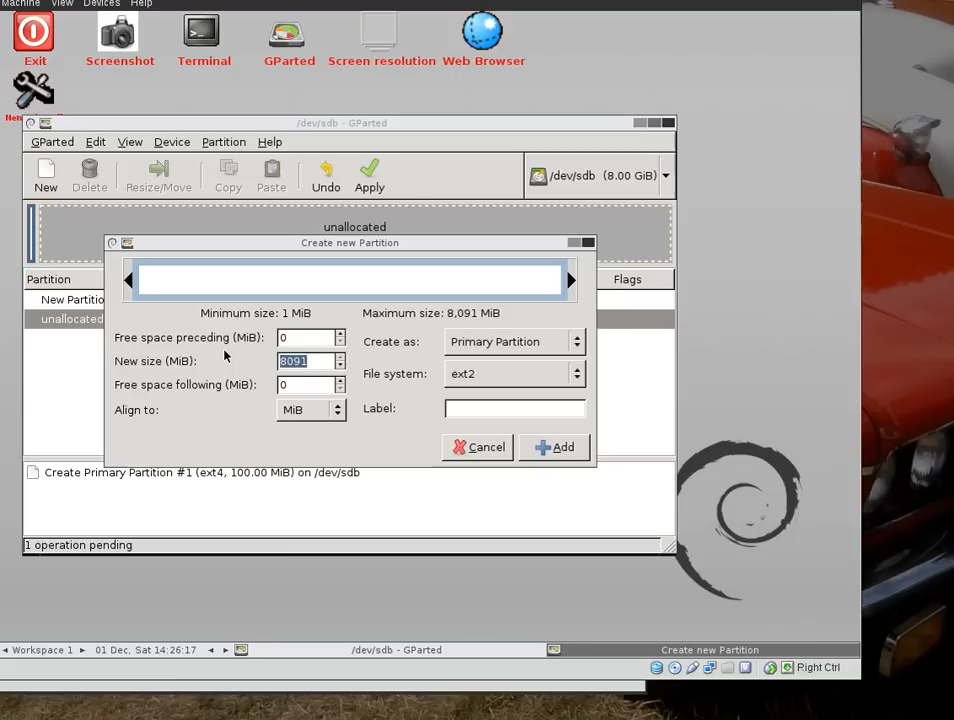 Machine View Devices Help
Exit
Screenshot
Terminal
GParted
Screen resolution
Web Browser
/dev/sdb - GParted
GParted Edit View Device Partition Help
New Delete Resize/Move Copy Paste Undo Apply
/dev/sdb (8.00 GiB)
unallocated
Create new Partition
Partition
Flags
New Partitio
unallocated
Minimum size: 1 MiB
Maximum size: 8,091 MiB
Free space preceding (MiB): 0
Create as: Primary Partition
New size (MiB): 8091
File system: ext2
Free space following (MiB): 0
Align to: MiB
Label:
Cancel
Add
Create Primary Partition #1 (ext4, 100.00 MiB) on /dev/sdb
1 operation pending
Workspace 1
01 Dec, Sat 14:26:17
/dev/sdb - GParted
Create new Partition
Right Ctrl